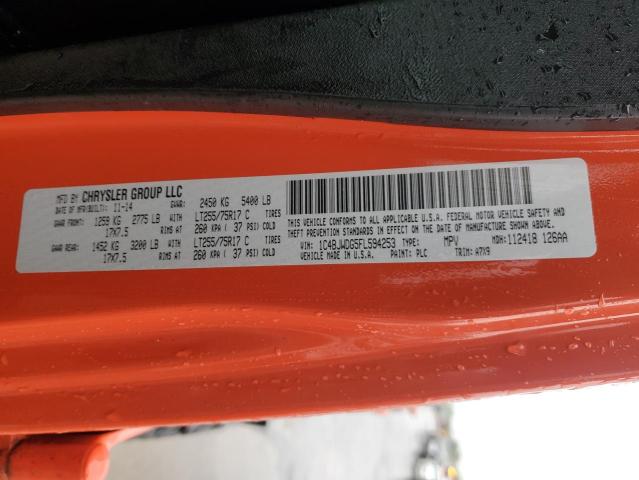 MFD BY: CHRYSLER GROUP LLC GVWR: 2450 KG 5400 LB
DATE OF MFR(BUILT): 11-14
GAWR FRONT: 1259 KG 2775 LB WITH LT255/75R17 C TIRES
17X7.5 RIMS AT 260 KPA ( 37 PSI) COLD
GAWR REAR: 1452 KG 3200 LB WITH LT255/75R17 C TIRES
17X7.5 RIMS AT 260 KPA ( 37 PSI) COLD
THIS VEHICLE CONFORMS TO ALL APPLICABLE U.S.A. FEDERAL MOTOR VEHICLE SAFETY AND
THEFT PREVENTION STANDARDS IN EFFECT ON THE DATE OF MANUFACTURE SHOWN ABOVE.
VIN: 1C4BJWDG5FL594253 TYPE: MPV MDH:112418 126AA
VEHICLE MADE IN U.S.A. PAINT: PLC TRIM: A7X9